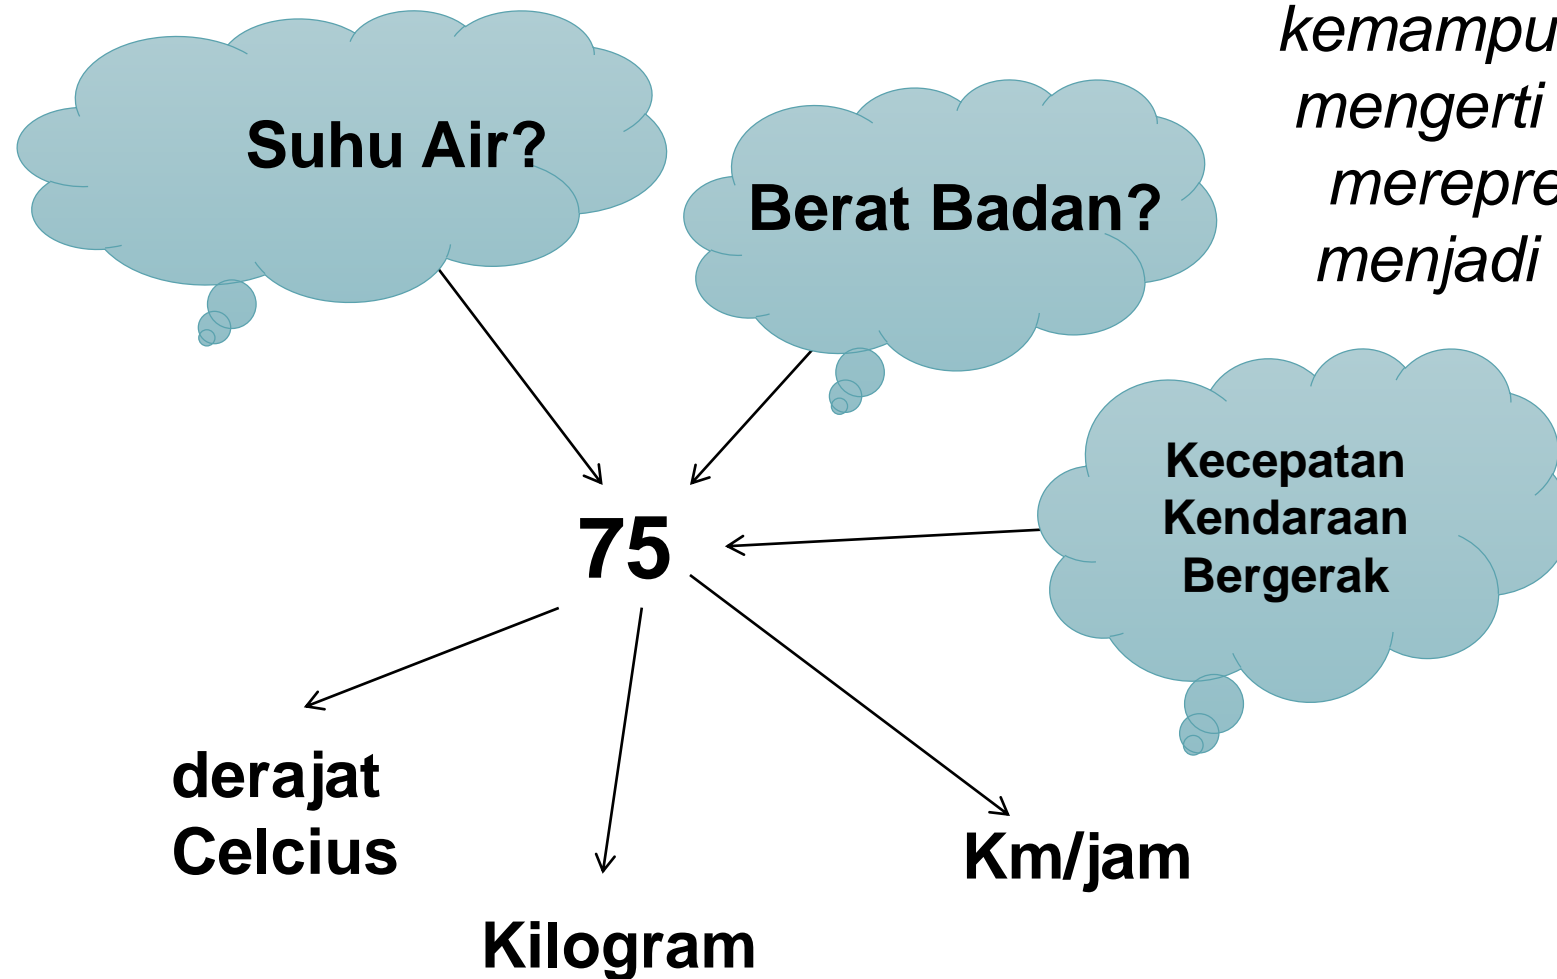 kemampu
mengerti
merepre
menjadi
Suhu Air?
Berat Badan?
Kecepatan
Kendaraan
Bergerak
75
derajat
Celcius
Kilogram
Km/jam